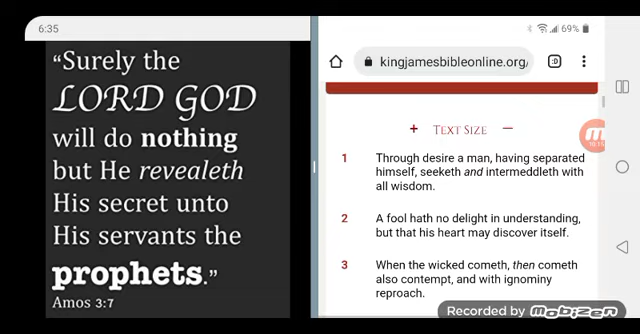 6:35
69%
“Surely the
LORD GOD
will do nothing
but He revealeth
His secret unto
His servants the
prophets.”
Amos 3:7
kingjamesbibleonline.org/
:D
+ TEXT SIZE −
1 Through desire a man, having separated
himself, seeketh and intermeddleth with
all wisdom.
2 A fool hath no delight in understanding,
but that his heart may discover itself.
3 When the wicked cometh, then cometh
also contempt, and with ignominy
reproach.
Recorded by Mobizen